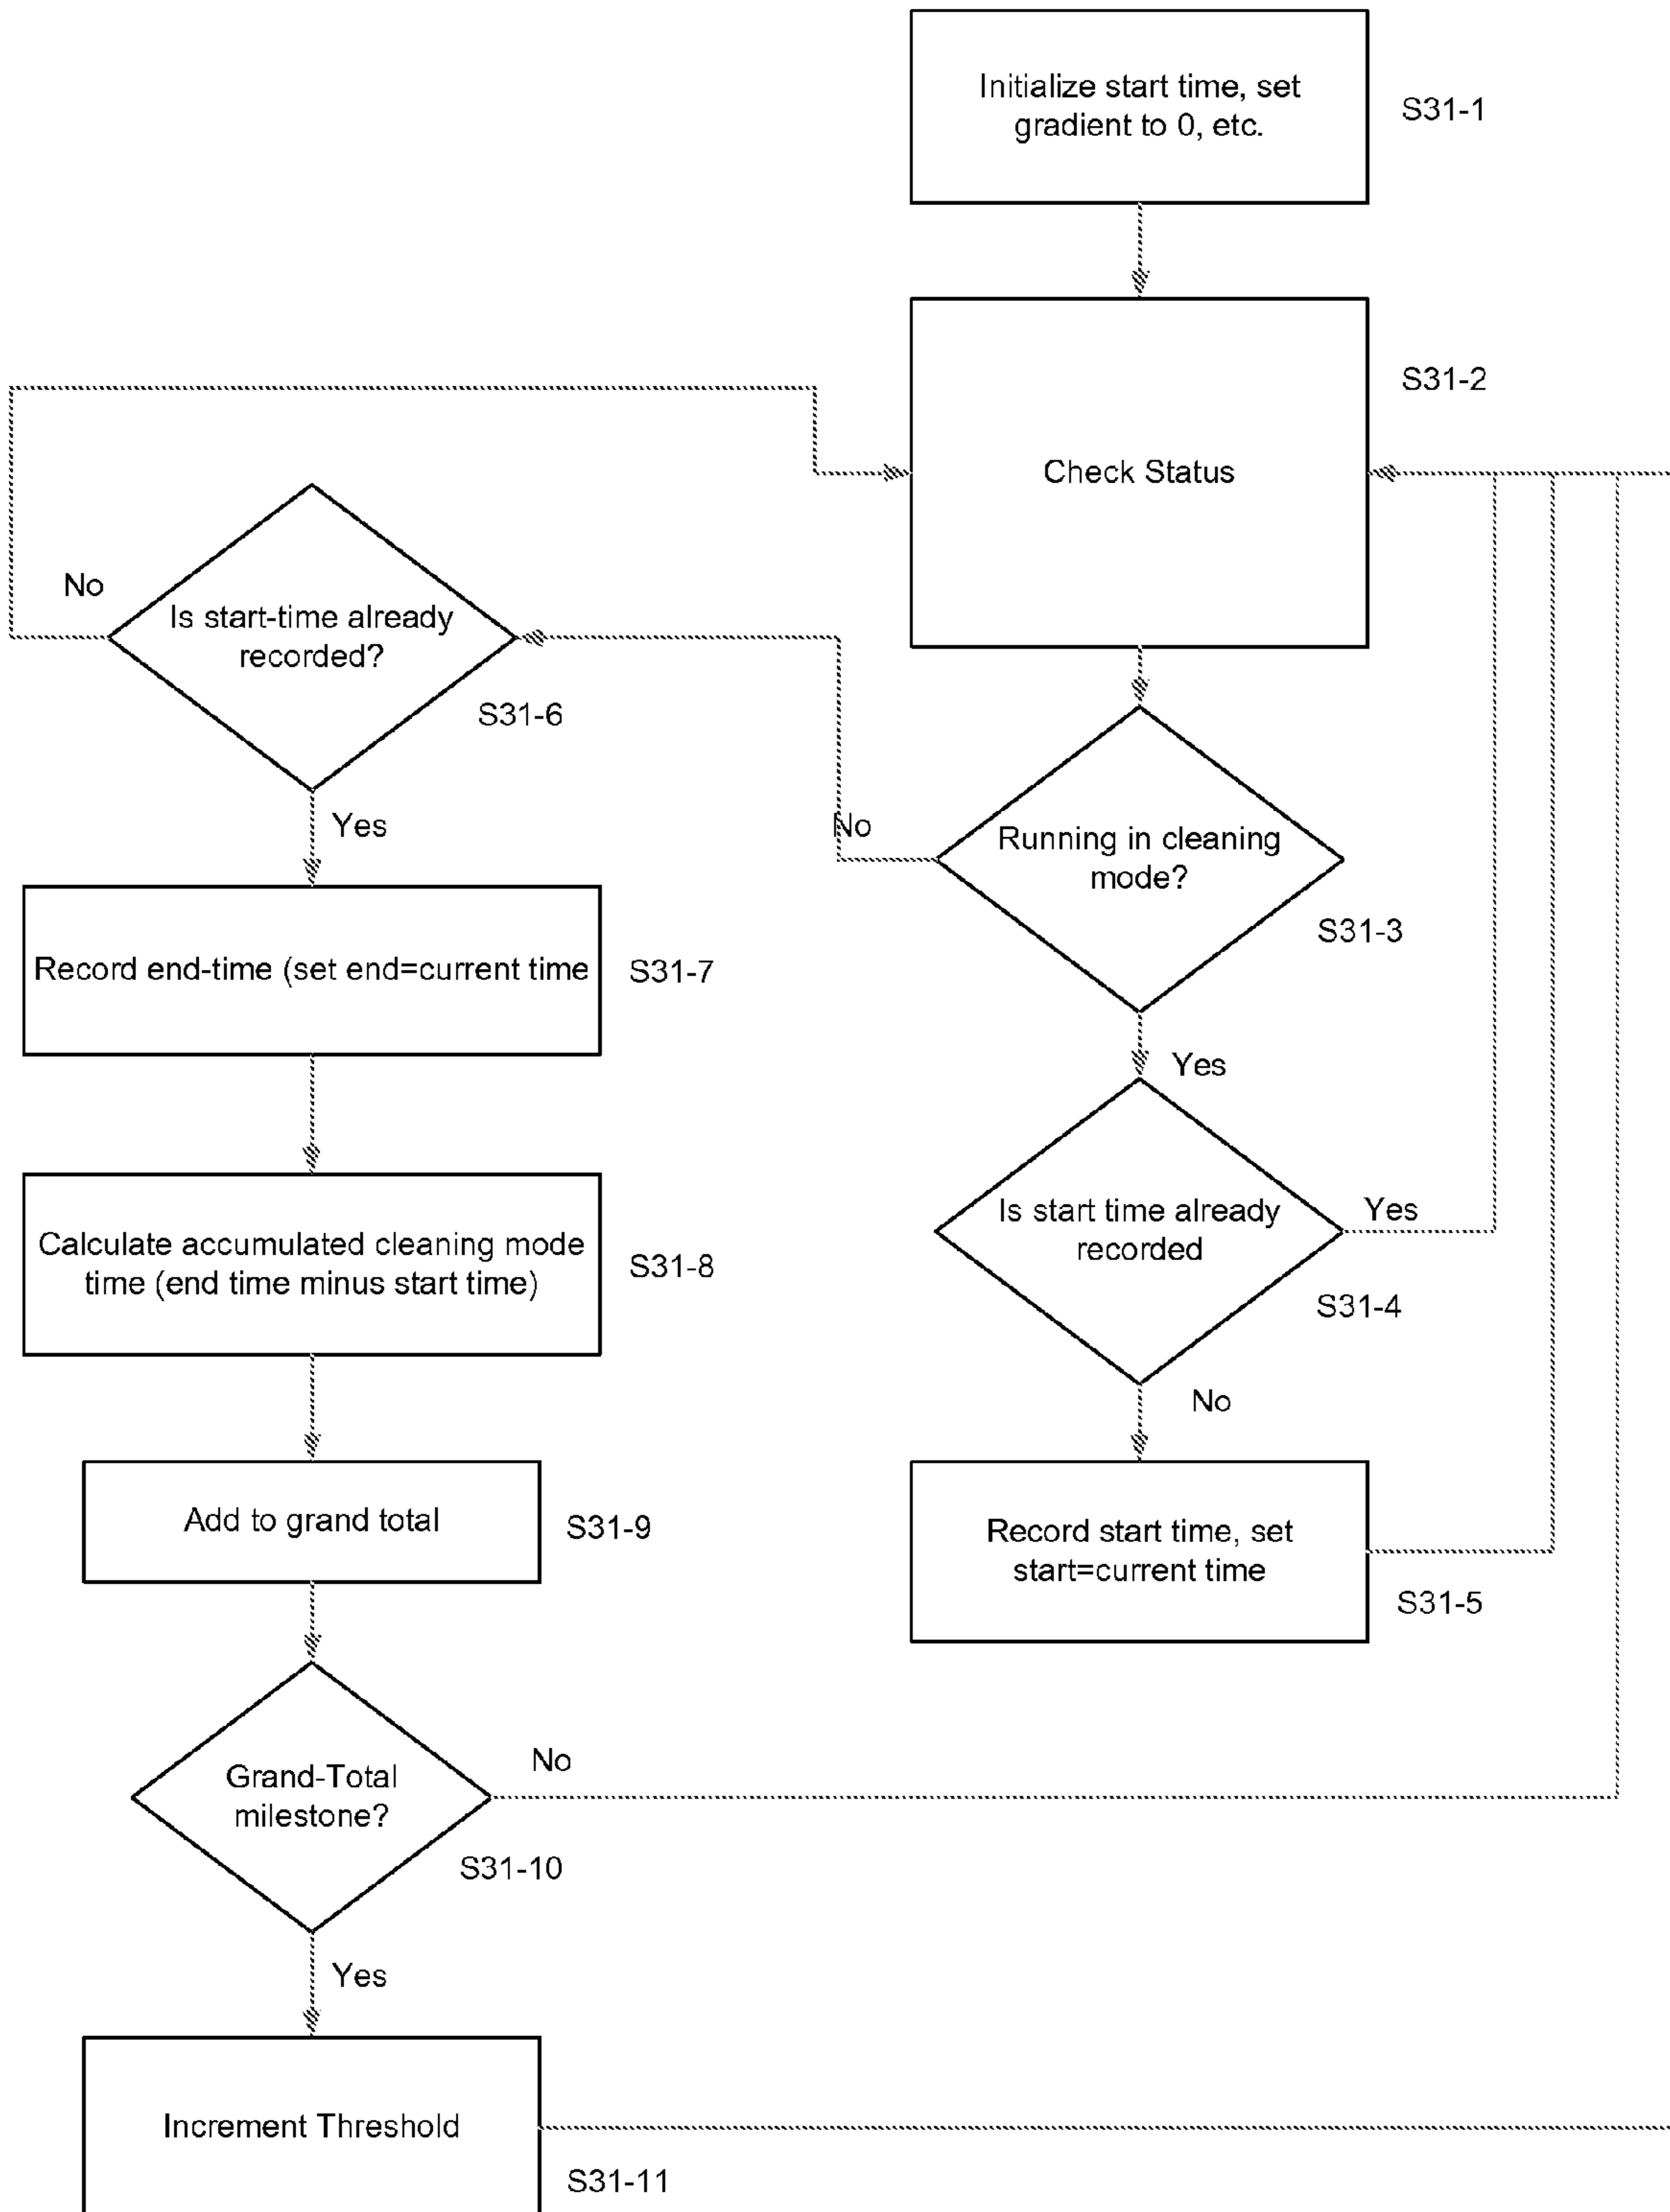 Initialize start time, set
gradient to 0, etc.
S31-1
S31-2
Check Status
No
Is start-time already
recorded?
S31-6
Yes
No
Running in cleaning
mode?
S31-3
Record end-time (set end=current time
S31-7
Yes
Is start time already
recorded
Yes
S31-4
Calculate accumulated cleaning mode
time (end time minus start time)
S31-8
No
Add to grand total
S31-9
Record start time, set
start=current time
S31-5
Grand-Total
milestone?
No
S31-10
Yes
Increment Threshold
S31-11